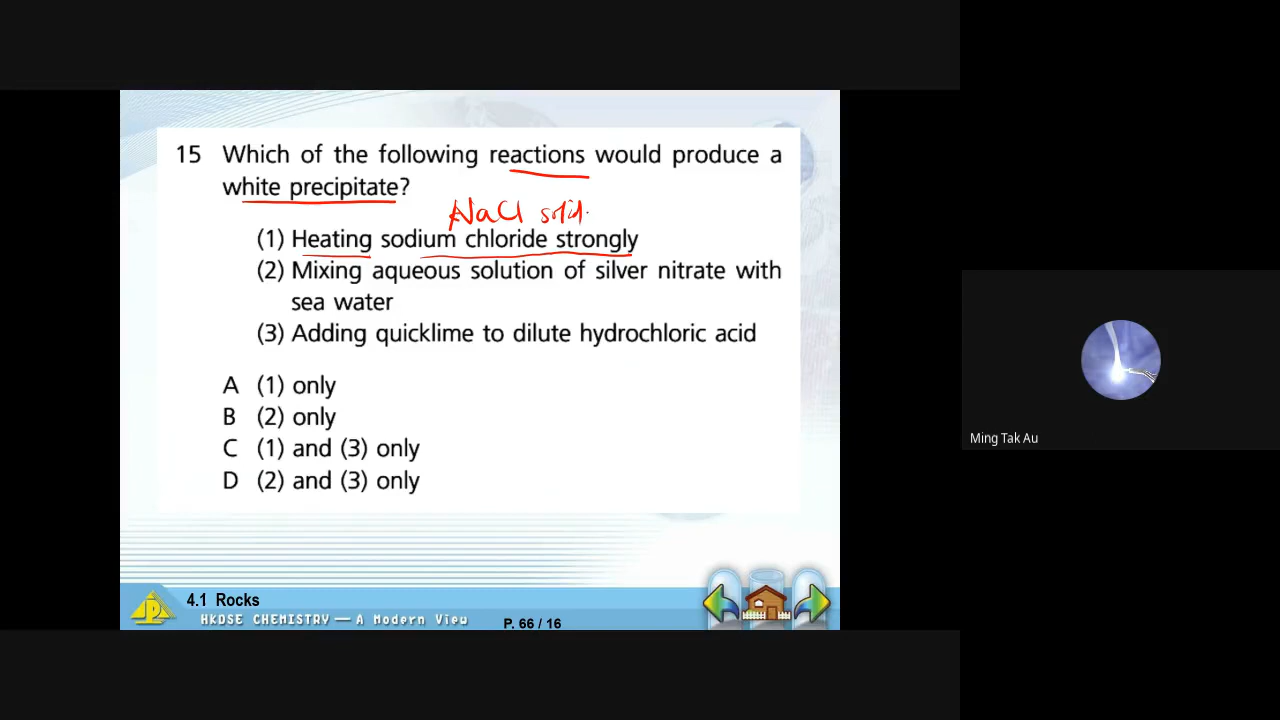 15 Which of the following reactions would produce a
white precipitate?
NaCl solid.
(1) Heating sodium chloride strongly
(2) Mixing aqueous solution of silver nitrate with
sea water
(3) Adding quicklime to dilute hydrochloric acid
A (1) only
B (2) only
C (1) and (3) only
D (2) and (3) only
Ming Tak Au
4.1 Rocks
HKDSE CHEMISTRY — A Modern View
P. 66 / 16